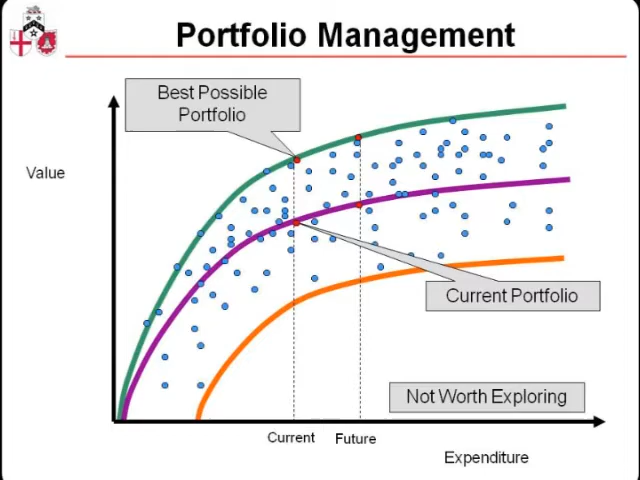 Portfolio Management
Best Possible
Portfolio
Value
Current Portfolio
Not Worth Exploring
Current
Future
Expenditure